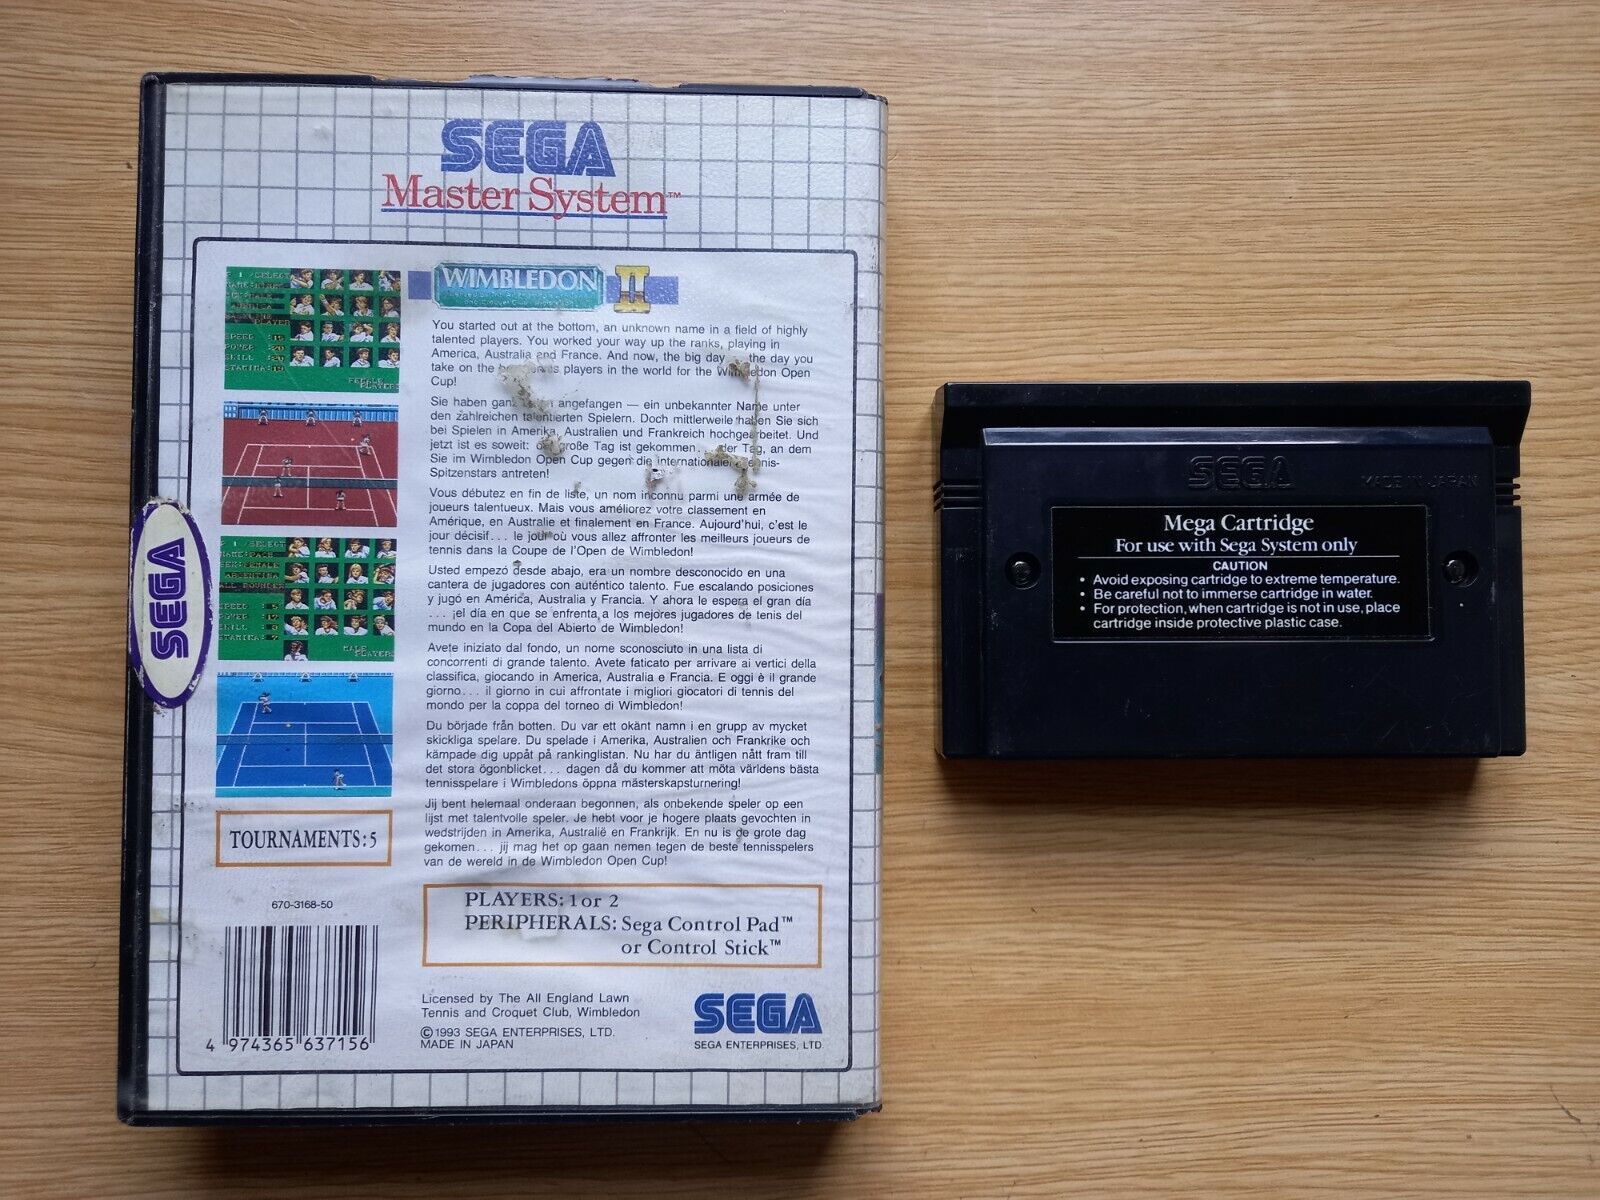 SEGA
Master System™
WIMBLEDON II
You started out at the bottom, an unknown name in a field of highly
talented players. You worked your way up the ranks, playing in
America, Australia and France. And now, the big day the day you
take on the players in the world for the Wimbledon Open
Cup!
Sie haben ganz angefangen — ein unbekannter Name unter
den zahlreichen talentierten Spielern. Doch mittlerweile haben Sie sich
bei Spielen in Amerika, Australien und Frankreich hochgearbeitet. Und
jetzt ist es soweit: große Tag ist gekommen... der Tag, an dem
Sie im Wimbledon Open Cup gegen die internationalen
Spitzenstars antreten!
Vous débutez en fin de liste, un nom inconnu parmi une armée de
joueurs talentueux. Mais vous améliorez votre classement en
Amérique, en Australie et finalement en France. Aujourd'hui, c'est le
jour décisif... le jour où vous allez affronter les meilleurs joueurs de
tennis dans la Coupe de l'Open de Wimbledon!
Usted empezó desde abajo, era un nombre desconocido en una
cantera de jugadores con auténtico talento. Fue escalando posiciones
y jugó en América, Australia y Francia. Y ahora le espera el gran día
... ¡el día en que se enfrenta a los mejores jugadores de tenis del
mundo en la Copa del Abierto de Wimbledon!
Avete iniziato dal fondo, un nome sconosciuto in una lista di
concorrenti di grande talento. Avete faticato per arrivare ai vertici della
classifica, giocando in America, Australia e Francia. E oggi è il grande
giorno... il giorno in cui affrontate i migliori giocatori di tennis del
mondo per la coppa del torneo di Wimbledon!
Du började från botten. Du var ett okänt namn i en grupp av mycket
skickliga spelare. Du spelade i Amerika, Australien och Frankrike och
kämpade dig uppåt på rankinglistan. Nu har du äntligen nått fram till
det stora ögonblicket... dagen då du kommer att möta världens bästa
tennisspelare i Wimbledons öppna mästerskapsturnering!
Jij bent helemaal onderaan begonnen, als onbekende speler op een
lijst met talentvolle speler. Je hebt voor je hogere plaats gevochten in
wedstrijden in Amerika, Australië en Frankrijk. En nu is de grote dag
gekomen... jij mag het op gaan nemen tegen de beste tennisspelers
van de wereld in de Wimbledon Open Cup!
SEGA
TOURNAMENTS:5
670-3168-50
4 974365 637156
PLAYERS: 1 or 2
PERIPHERALS: Sega Control Pad™
or Control Stick™
Licensed by The All England Lawn
Tennis and Croquet Club, Wimbledon
©1993 SEGA ENTERPRISES, LTD.
MADE IN JAPAN
SEGA
SEGA ENTERPRISES, LTD.
SEGA
MADE IN JAPAN
Mega Cartridge
For use with Sega System only
CAUTION
• Avoid exposing cartridge to extreme temperature.
• Be careful not to immerse cartridge in water.
• For protection, when cartridge is not in use, place
cartridge inside protective plastic case.